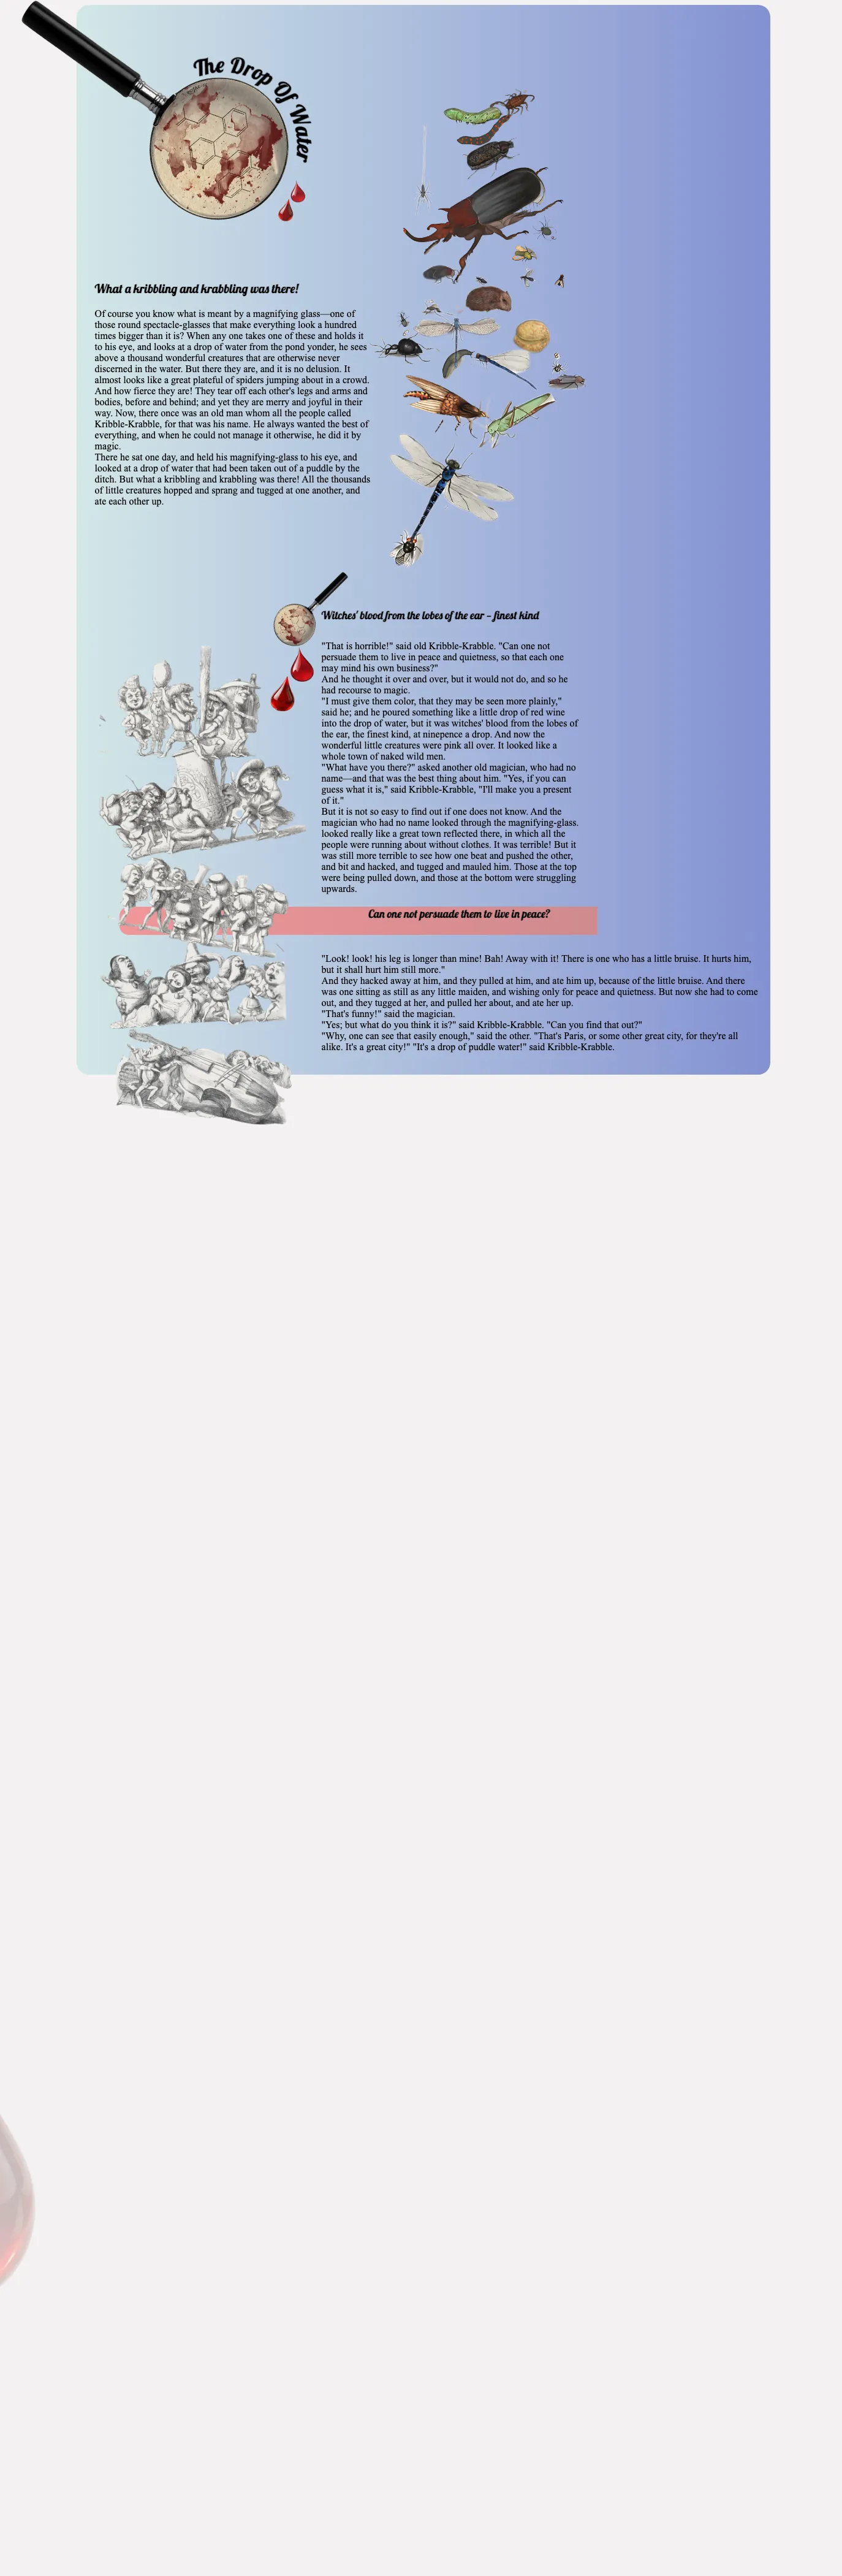 The Drop Of Water
What a kribbling and krabbling was there!
Of course you know what is meant by a magnifying glass—one of
those round spectacle-glasses that make everything look a hundred
times bigger than it is? When any one takes one of these and holds it
to his eye, and looks at a drop of water from the pond yonder, he sees
above a thousand wonderful creatures that are otherwise never
discerned in the water. But there they are, and it is no delusion. It
almost looks like a great plateful of spiders jumping about in a crowd.
And how fierce they are! They tear off each other's legs and arms and
bodies, before and behind; and yet they are merry and joyful in their
way. Now, there once was an old man whom all the people called
Kribble-Krabble, for that was his name. He always wanted the best of
everything, and when he could not manage it otherwise, he did it by
magic.
There he sat one day, and held his magnifying-glass to his eye, and
looked at a drop of water that had been taken out of a puddle by the
ditch. But what a kribbling and krabbling was there! All the thousands
of little creatures hopped and sprang and tugged at one another, and
ate each other up.
Witches' blood from the lobes of the ear – finest kind
"That is horrible!" said old Kribble-Krabble. "Can one not
persuade them to live in peace and quietness, so that each one
may mind his own business?"
And he thought it over and over, but it would not do, and so he
had recourse to magic.
"I must give them color, that they may be seen more plainly,"
said he; and he poured something like a little drop of red wine
into the drop of water, but it was witches' blood from the lobes of
the ear, the finest kind, at ninepence a drop. And now the
wonderful little creatures were pink all over. It looked like a
whole town of naked wild men.
"What have you there?" asked another old magician, who had no
name—and that was the best thing about him. "Yes, if you can
guess what it is," said Kribble-Krabble, "I'll make you a present
of it."
But it is not so easy to find out if one does not know. And the
magician who had no name looked through the magnifying-glass.
looked really like a great town reflected there, in which all the
people were running about without clothes. It was terrible! But it
was still more terrible to see how one beat and pushed the other,
and bit and hacked, and tugged and mauled him. Those at the top
were being pulled down, and those at the bottom were struggling
upwards.
Can one not persuade them to live in peace?
"Look! look! his leg is longer than mine! Bah! Away with it! There is one who has a little bruise. It hurts him,
but it shall hurt him still more."
And they hacked away at him, and they pulled at him, and ate him up, because of the little bruise. And there
was one sitting as still as any little maiden, and wishing only for peace and quietness. But now she had to come
out, and they tugged at her, and pulled her about, and ate her up.
"That's funny!" said the magician.
"Yes; but what do you think it is?" said Kribble-Krabble. "Can you find that out?"
"Why, one can see that easily enough," said the other. "That's Paris, or some other great city, for they're all
alike. It's a great city!" "It's a drop of puddle water!" said Kribble-Krabble.